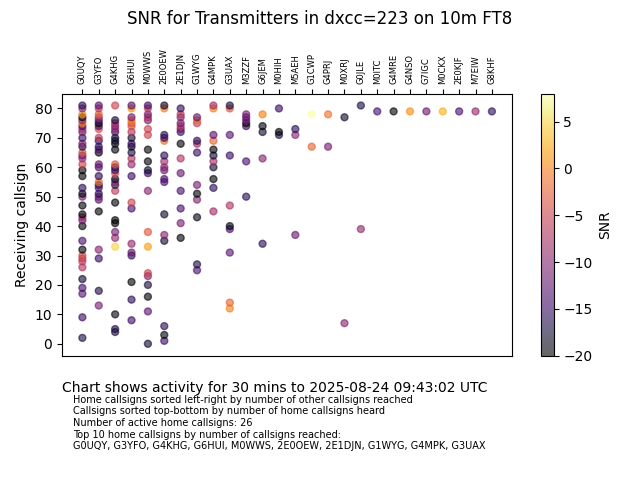 SNR for Transmitters in dxcc=223 on 10m FT8
G0UQY G3YFO G4KHG G6HUI M0WWS 2E0OEW 2E1DJN G1WYG G4MPK G3UAX M3ZZF G6JEM M0HIH M5AEH G1CWP G4PRJ M0XRJ G0JLE M0ITC G4MRE G4NSO G7IGC M0CKX 2E0KJF M7EIW G8KHF
Receiving callsign
80
70
60
50
40
30
20
10
0
5
0
−5
−10
−15
−20
SNR
Chart shows activity for 30 mins to 2025-08-24 09:43:02 UTC
Home callsigns sorted left-right by number of other callsigns reached
Callsigns sorted top-bottom by number of home callsigns heard
Number of active home callsigns: 26
Top 10 home callsigns by number of callsigns reached:
G0UQY, G3YFO, G4KHG, G6HUI, M0WWS, 2E0OEW, 2E1DJN, G1WYG, G4MPK, G3UAX